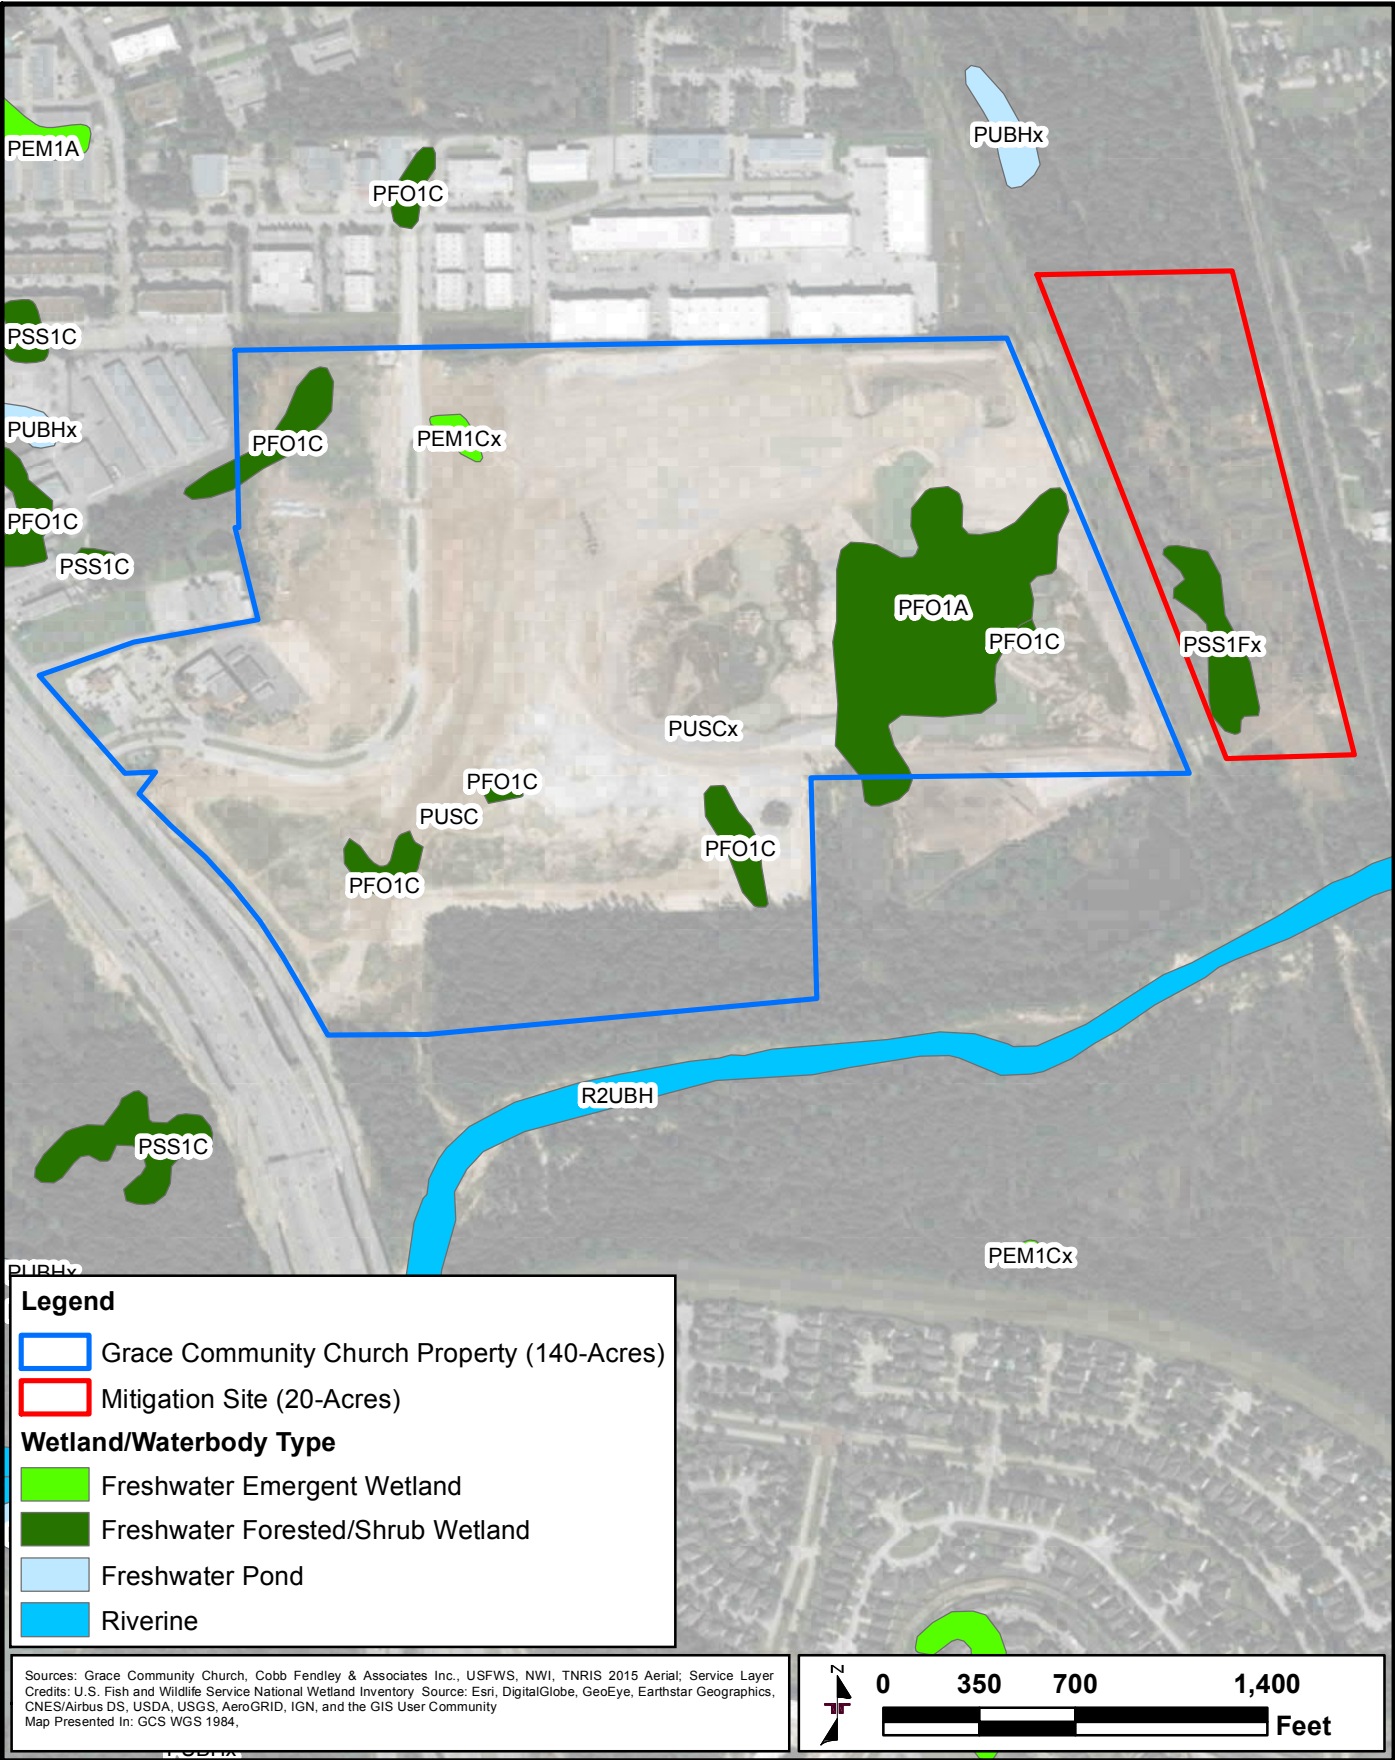 PUBHx
PEM1A
PFO1C
PSS1C
PUBHx
PFO1C
PEM1Cx
PFO1C
PSS1C
PFO1A
PFO1C
PSS1Fx
PUSCx
PFO1C
PUSC
PFO1C
PFO1C
R2UBH
PSS1C
PEM1Cx
PUBHx
Legend
Grace Community Church Property (140-Acres)
Mitigation Site (20-Acres)
Wetland/Waterbody Type
Freshwater Emergent Wetland
Freshwater Forested/Shrub Wetland
Freshwater Pond
Riverine
Sources: Grace Community Church, Cobb Fendley & Associates Inc., USFWS, NWI, TNRIS 2015 Aerial; Service Layer
Credits: U.S. Fish and Wildlife Service National Wetland Inventory Source: Esri, DigitalGlobe, GeoEye, Earthstar Geographics,
CNES/Airbus DS, USDA, USGS, AeroGRID, IGN, and the GIS User Community
Map Presented In: GCS WGS 1984,
N
0 350 700 1,400
Feet
PUBHx